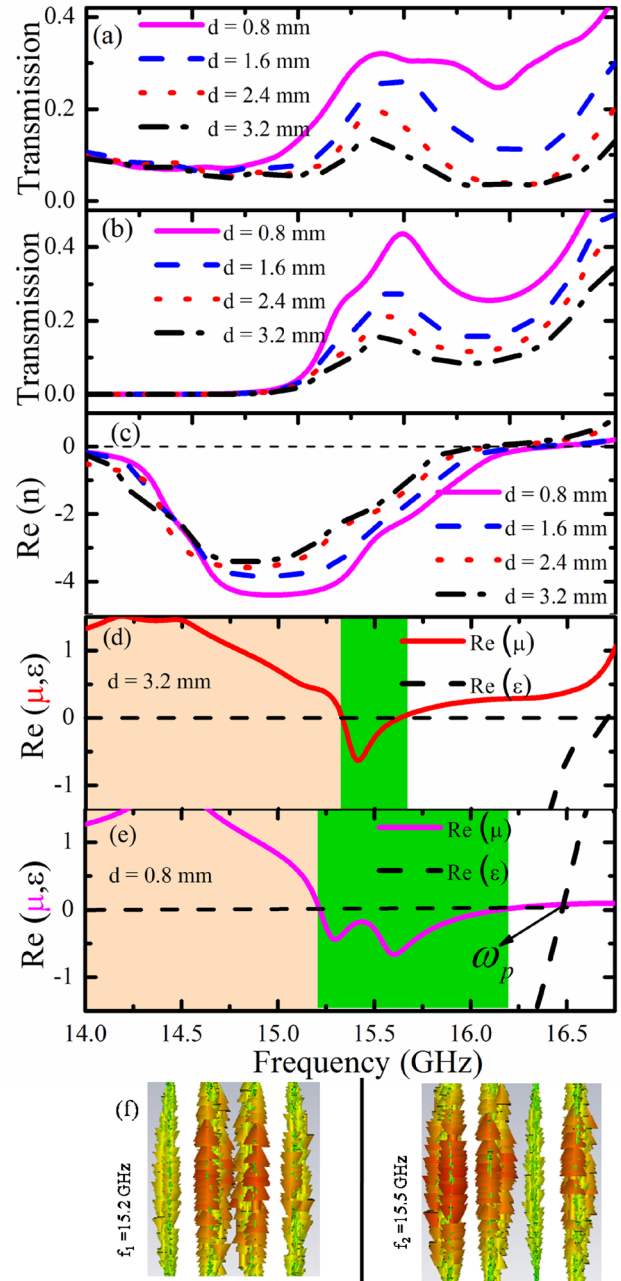 (a)
d = 0.8 mm
d = 1.6 mm
d = 2.4 mm
d = 3.2 mm
Transmission
0.4
0.2
0.0
(b)
d = 0.8 mm
d = 1.6 mm
d = 2.4 mm
d = 3.2 mm
Transmission
0.4
0.2
0.0
(c)
d = 0.8 mm
d = 1.6 mm
d = 2.4 mm
d = 3.2 mm
Re (n)
0
-2
-4
(d)
d = 3.2 mm
Re (μ)
Re (ε)
Re (μ,ε)
1
0
-1
(e)
d = 0.8 mm
Re (μ)
Re (ε)
ω_p
Re (μ,ε)
1
0
-1
14.0 14.5 15.0 15.5 16.0 16.5
Frequency (GHz)
(f)
f₁=15.2 GHz
f₂=15.5 GHz